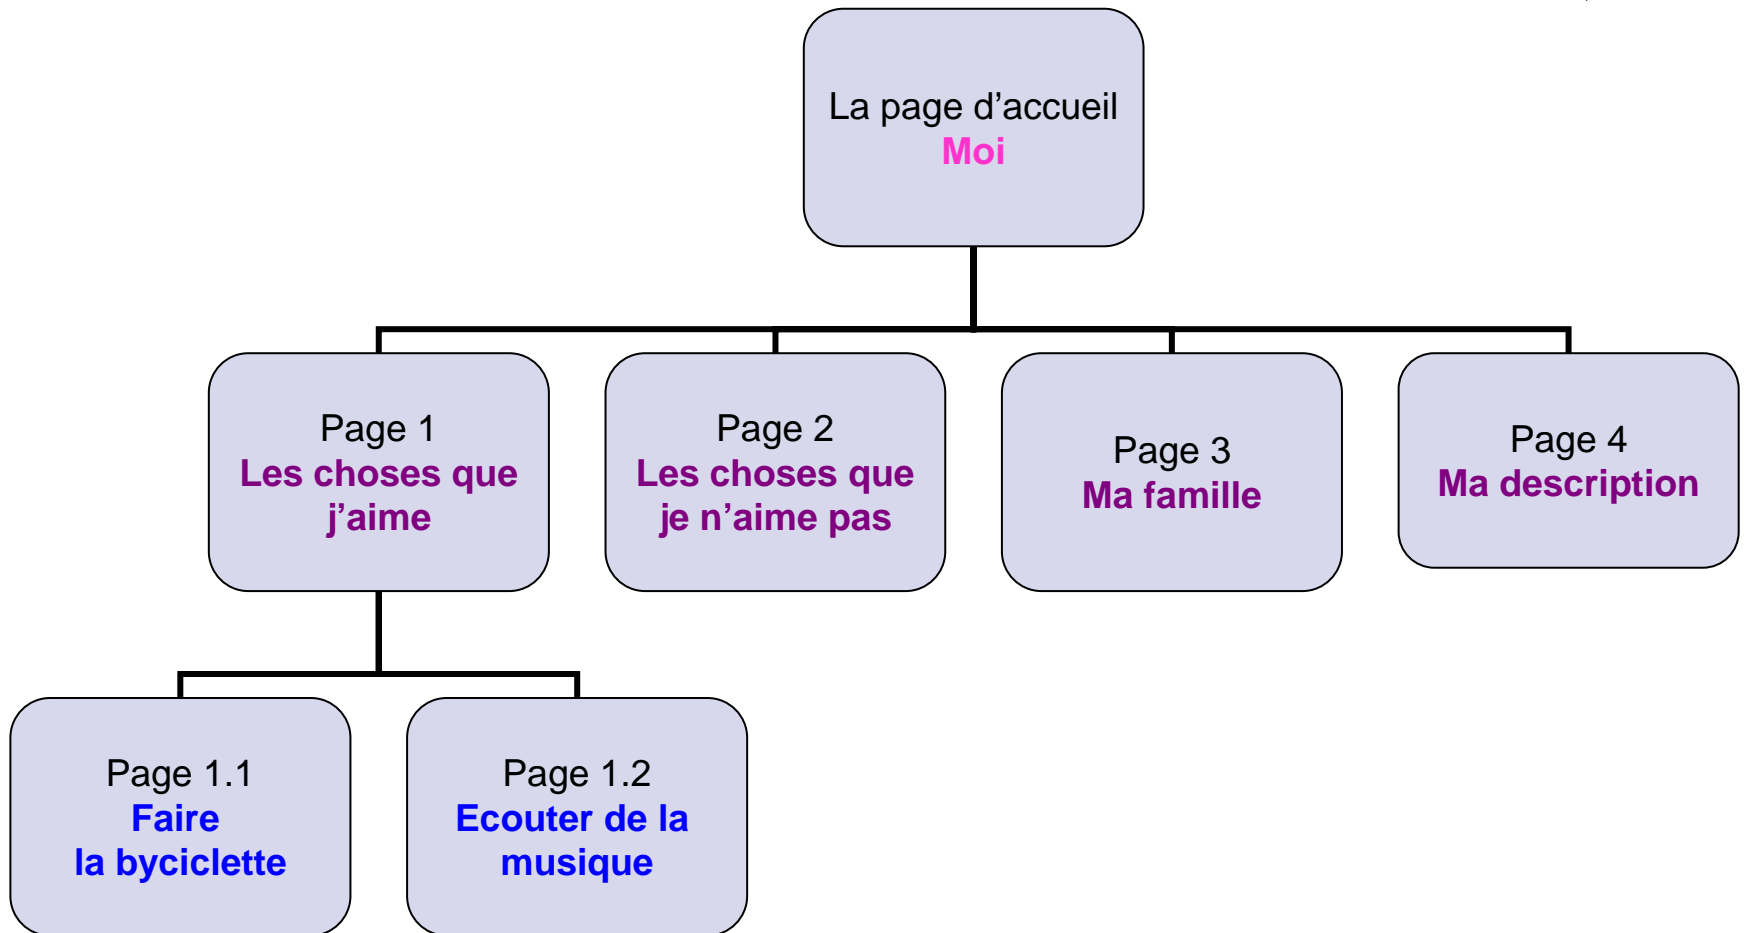 La page d’accueil
Moi
Page 1
Les choses que
j’aime
Page 2
Les choses que
je n’aime pas
Page 3
Ma famille
Page 4
Ma description
Page 1.1
Faire
la byciclette
Page 1.2
Ecouter de la
musique